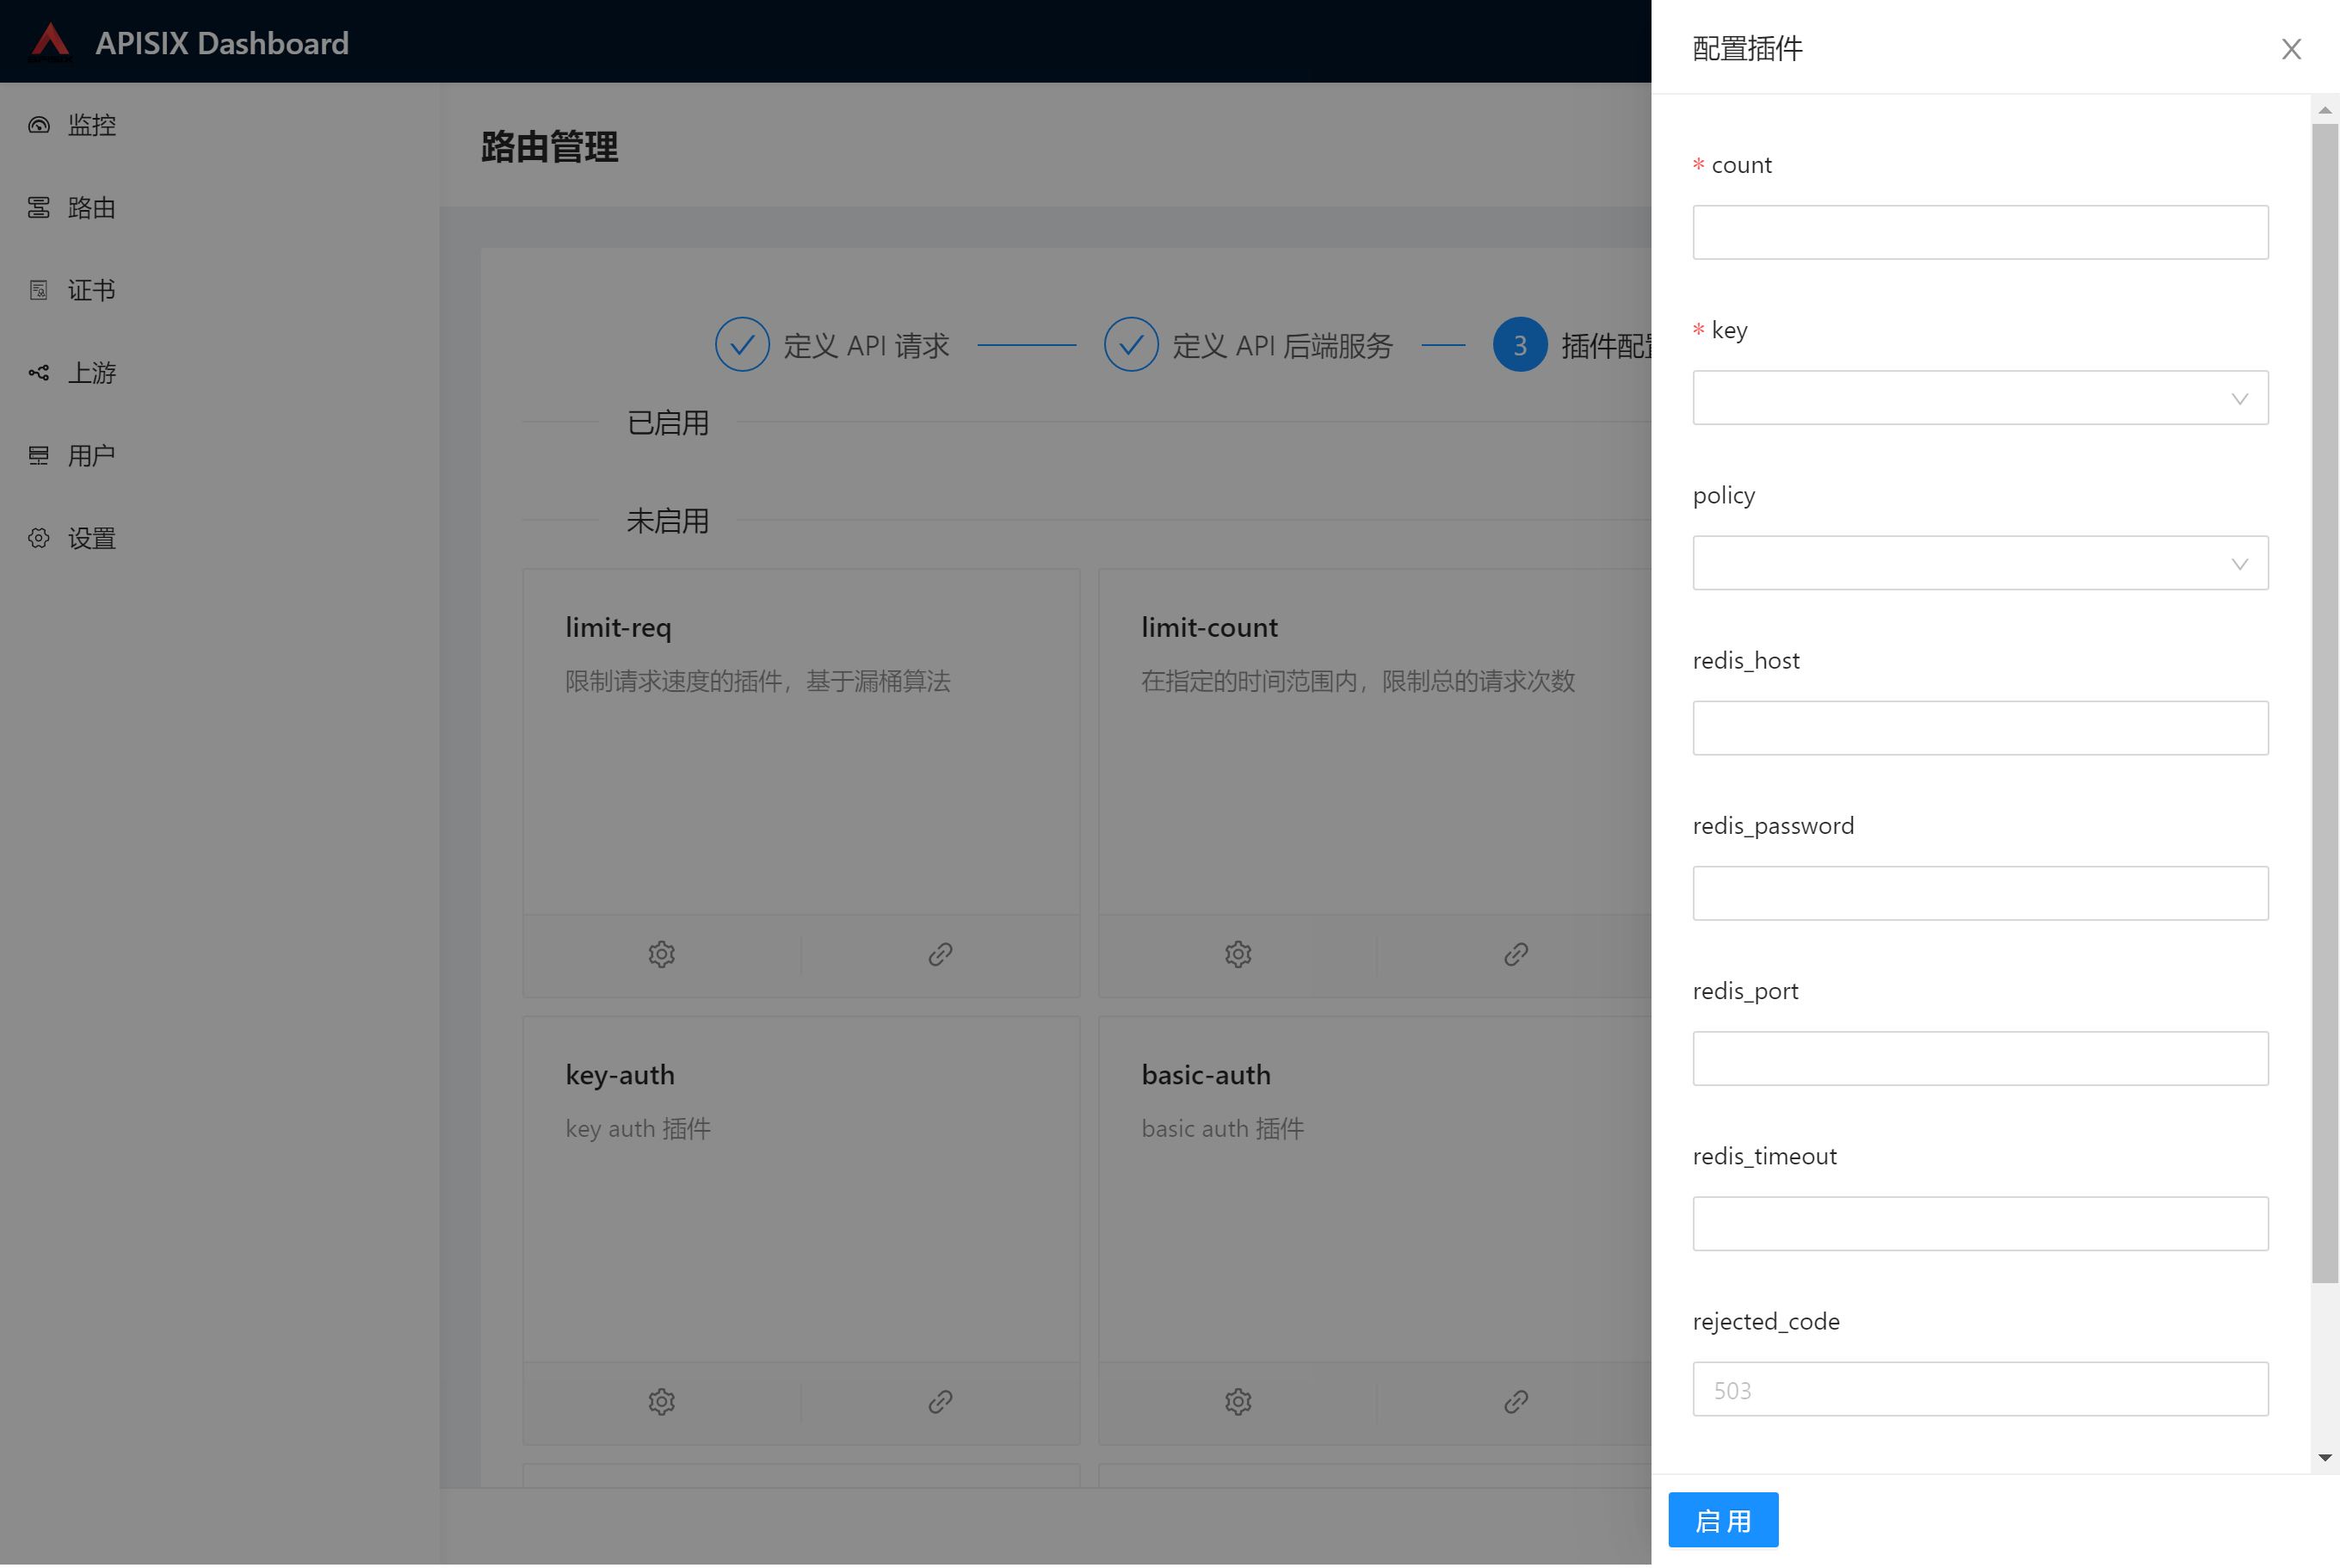 APISIX Dashboard
监控
路由
证书
上游
用户
设置
路由管理
定义 API 请求
定义 API 后端服务
3 插件配置
已启用
未启用
limit-req
限制请求速度的插件，基于漏桶算法
limit-count
在指定的时间范围内，限制总的请求次数
key-auth
key auth 插件
basic-auth
basic auth 插件
配置插件
* count
* key
policy
redis_host
redis_password
redis_port
redis_timeout
rejected_code
503
启 用